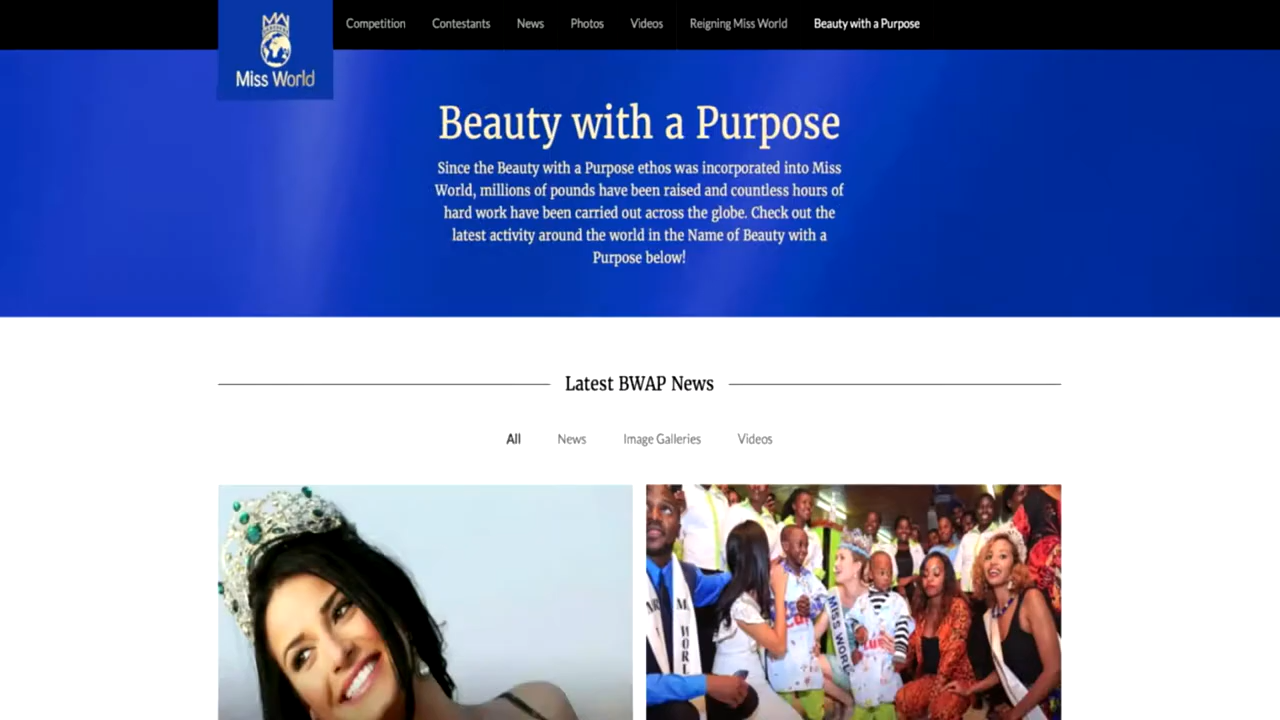 Miss World
Competition Contestants News Photos Videos Reigning Miss World Beauty with a Purpose
Beauty with a Purpose
Since the Beauty with a Purpose ethos was incorporated into Miss
World, millions of pounds have been raised and countless hours of
hard work have been carried out across the globe. Check out the
latest activity around the world in the Name of Beauty with a
Purpose below!
Latest BWAP News
All News Image Galleries Videos
MISS WORL